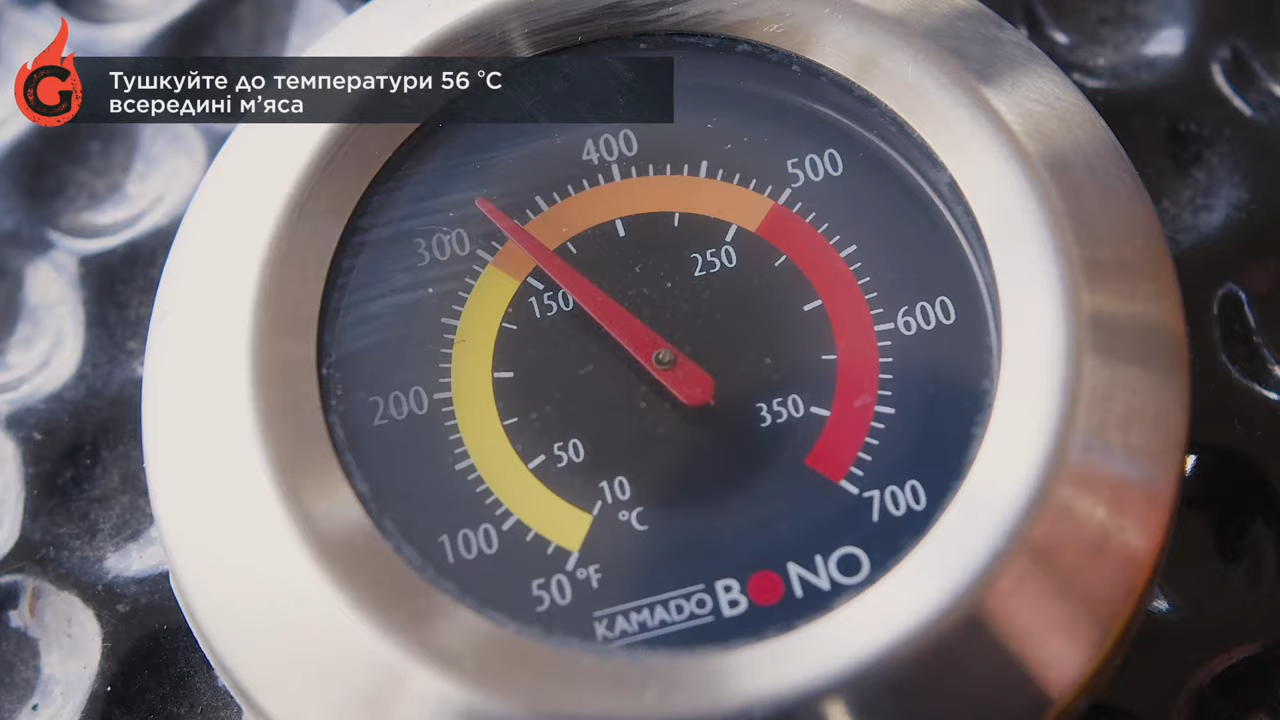 G
Тушкуйте до температури 56 °C
всередині м’яса
400
500
300
250
150
600
200
350
50
10
°C
700
100
50 °F
KAMADO BONO